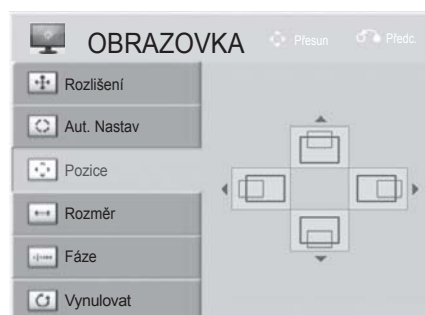 OBRAZOVKA
Přesun Předc.
Rozlišení
Aut. Nastav
Pozice
Rozměr
Fáze
Vynulovat